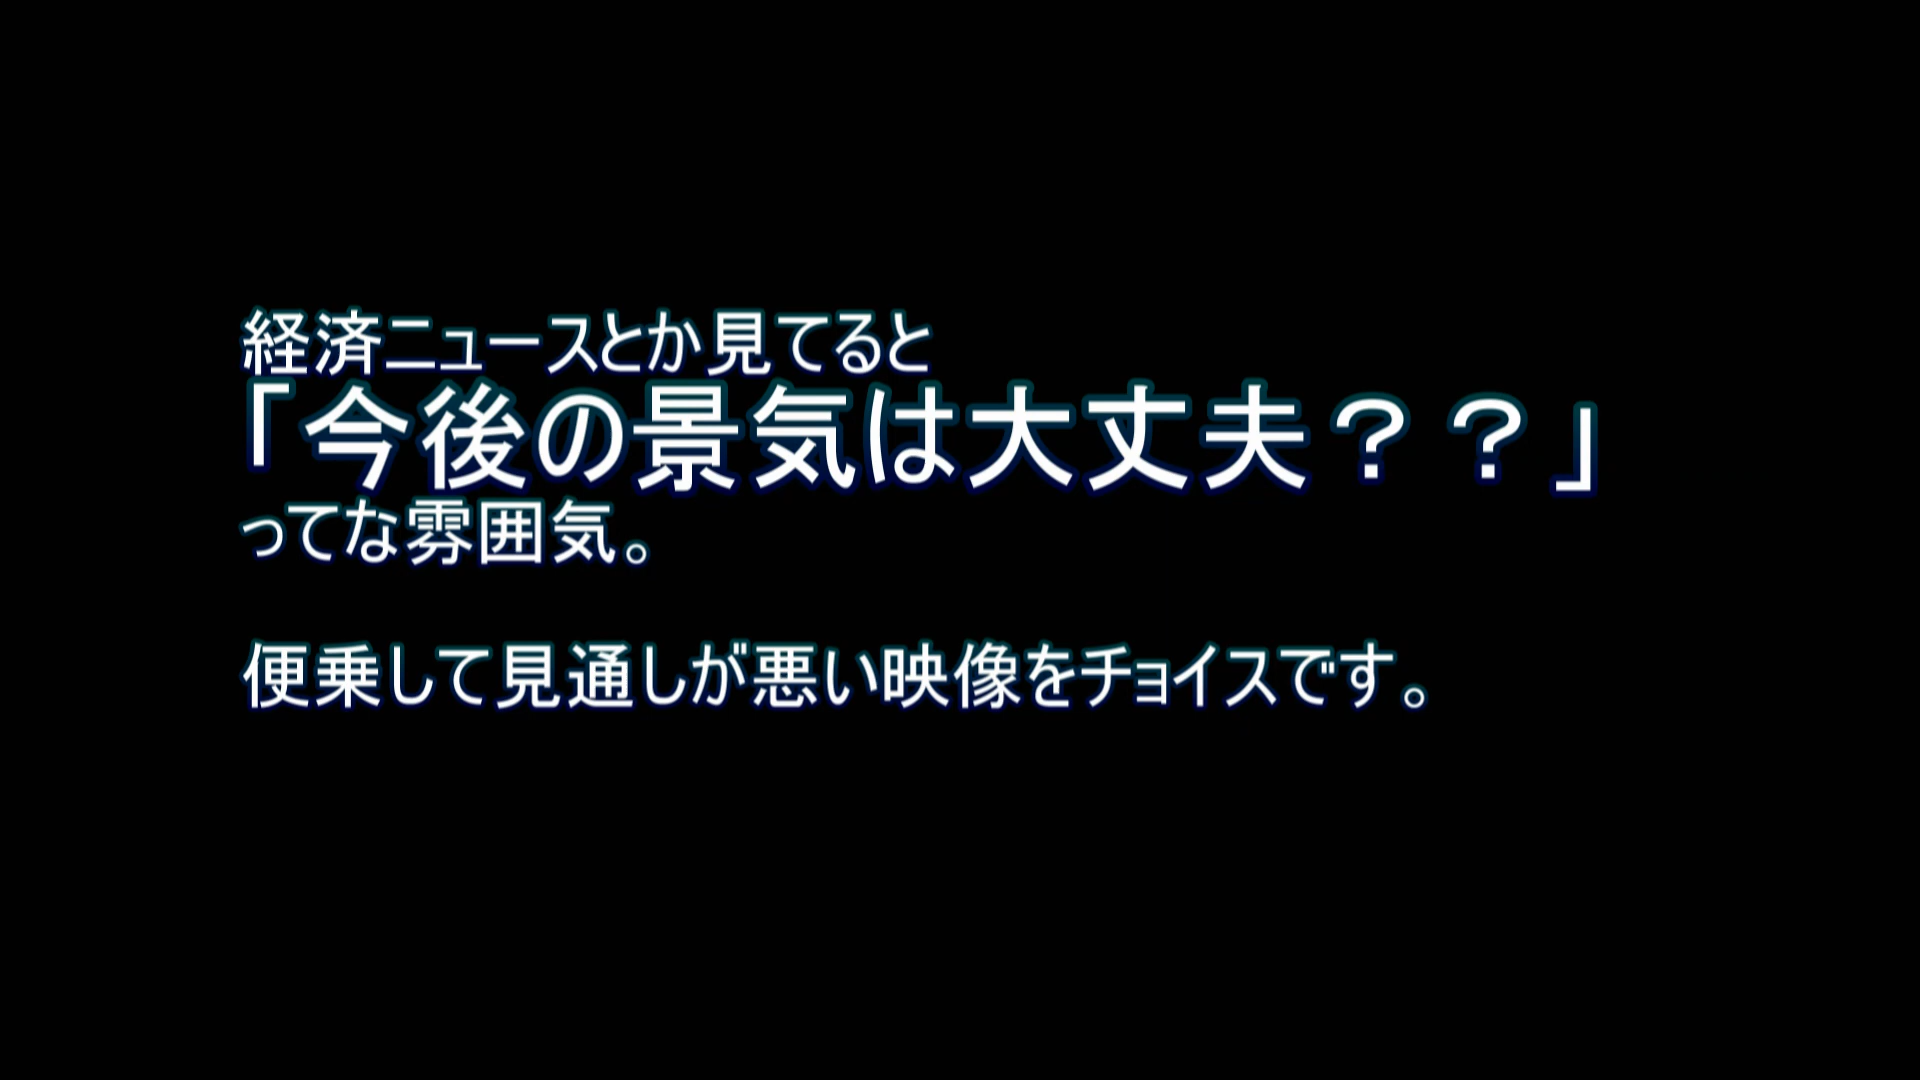 経済ニュースとか見てると
「今後の景気は大丈夫？？」
ってな雰囲気。
便乗して見通しが悪い映像をチョイスです。